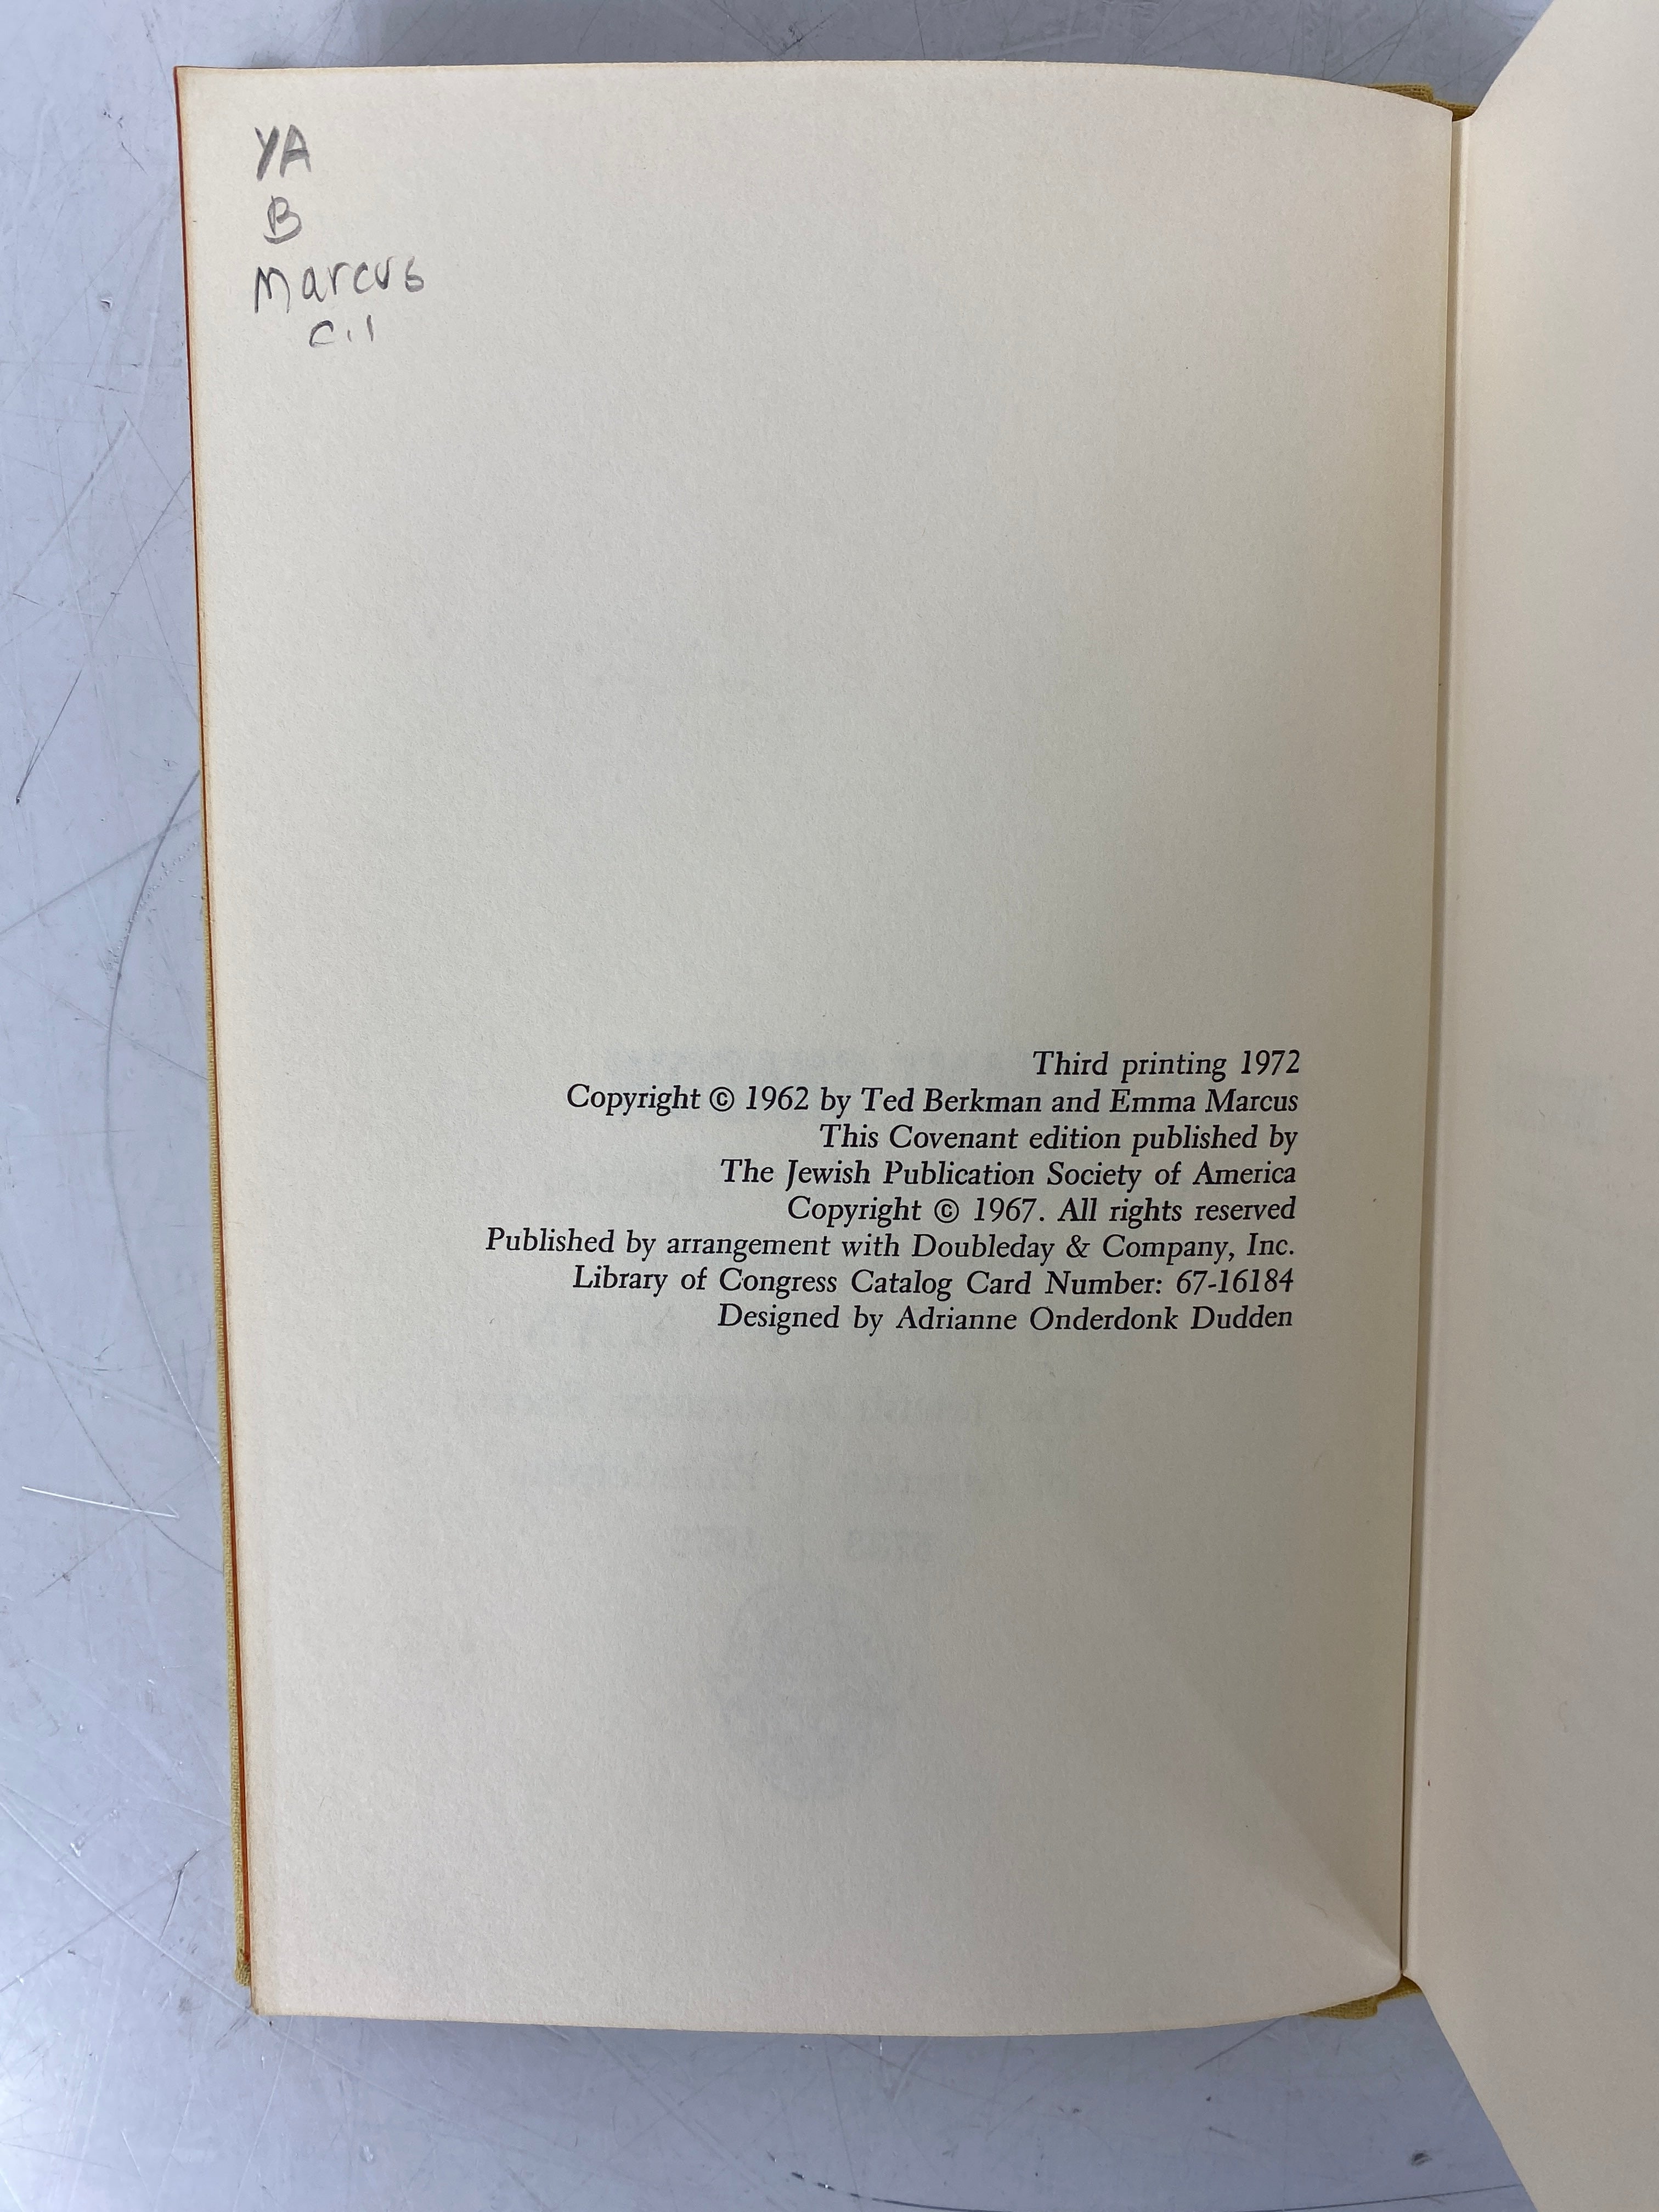 YA
B
Marcus
c.1
Third printing 1972
Copyright © 1962 by Ted Berkman and Emma Marcus
This Covenant edition published by
The Jewish Publication Society of America
Copyright © 1967. All rights reserved
Published by arrangement with Doubleday & Company, Inc.
Library of Congress Catalog Card Number: 67-16184
Designed by Adrianne Onderdonk Dudden